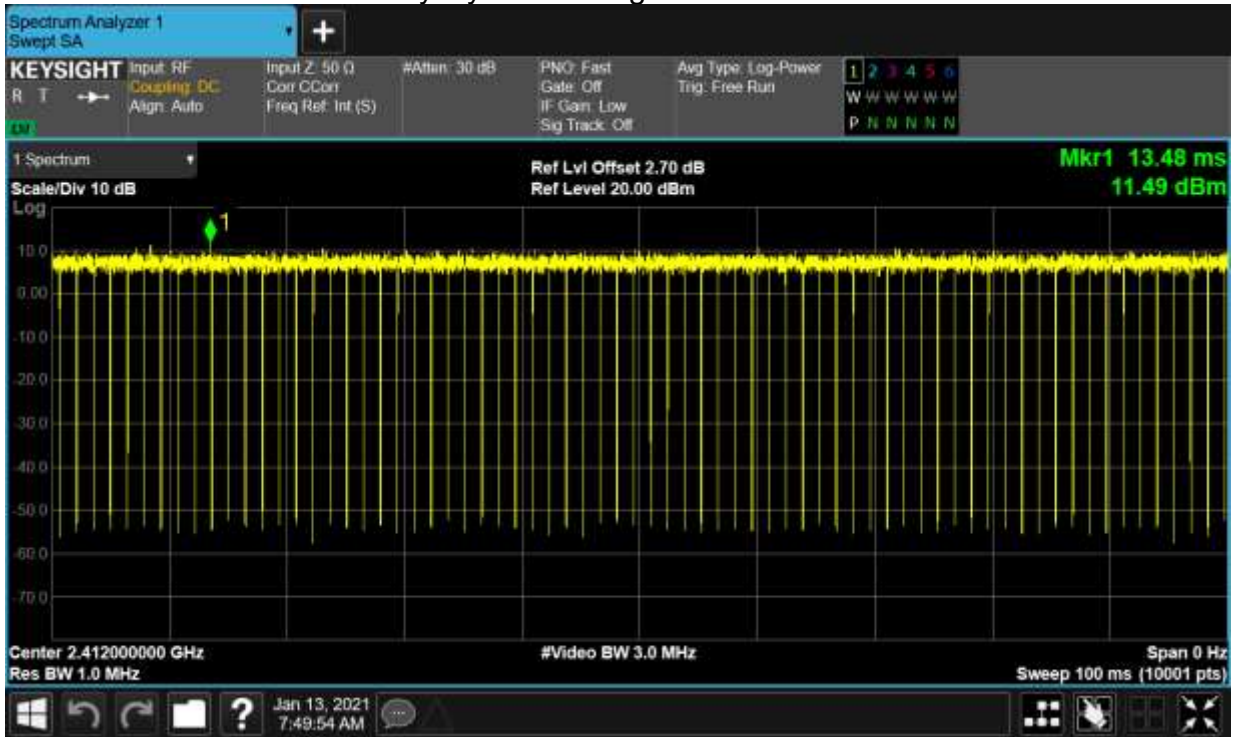 Spectrum Analyzer 1
Swept SA
+
KEYSIGHT
R T
Input: RF
Coupling: DC
Align: Auto
Input Z: 50 Ω
Corr CCorr
Freq Ref: Int (S)
#Atten: 30 dB
PNO: Fast
Gate: Off
IF Gain: Low
Sig Track: Off
Avg Type: Log-Power
Trig: Free Run
1 2 3 4 5 6
W W W W W W
P N N N N N
1 Spectrum
Scale/Div 10 dB
Log
Ref Lvl Offset 2.70 dB
Ref Level 20.00 dBm
Mkr1 13.48 ms
11.49 dBm
1
10.0
0.00
-10.0
-20.0
-30.0
-40.0
-50.0
-60.0
-70.0
Center 2.412000000 GHz
Res BW 1.0 MHz
#Video BW 3.0 MHz
Span 0 Hz
Sweep 100 ms (10001 pts)
?
Jan 13, 2021
7:49:54 AM